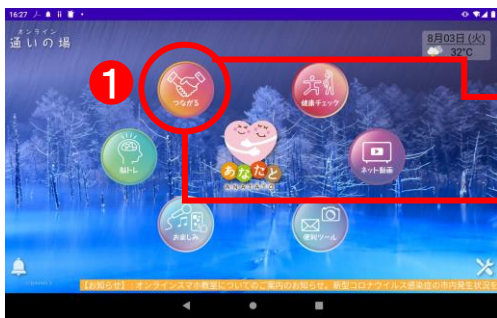 16:27
オンライン
通いの場
8月03日 (火)
32°C
1
つながる
健康チェック
脳トレ
あなたと
ANATATO
ネット動画
お楽しみ
便利ツール
【お知らせ】：オンラインスマホ教室についてのご案内のお知らせ。新型コロナウイルス感染症の市内発生状況を